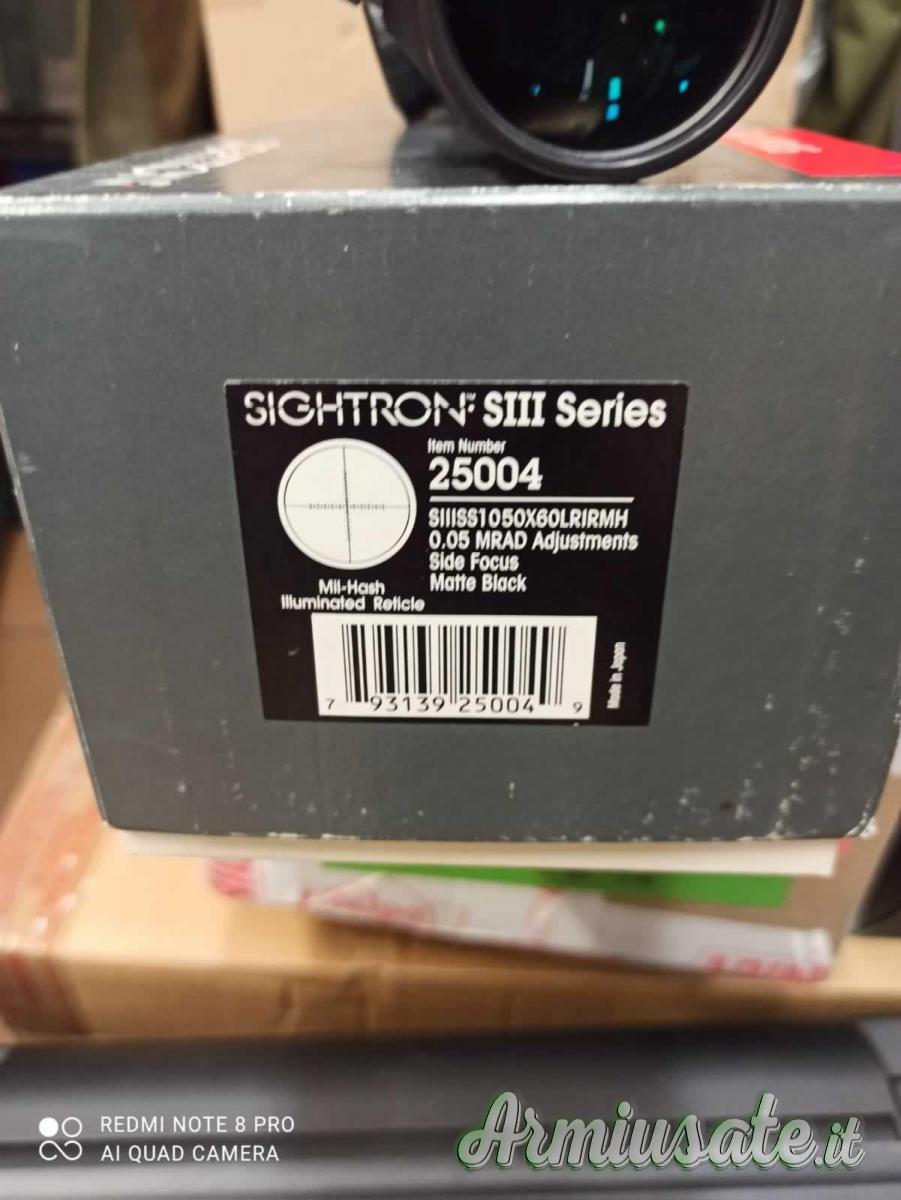 SIGHTRON™ SIII Series
Item Number
25004
SIIISS1050X60LRIRMH
0.05 MRAD Adjustments
Side Focus
Matte Black
Mil-Hash
Illuminated Reticle
Made in Japan
7 93139 25004 9
REDMI NOTE 8 PRO
AI QUAD CAMERA
Armiusate.it